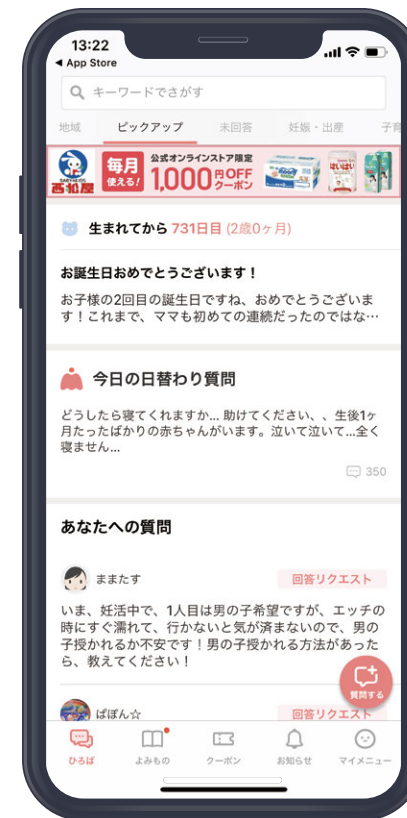 13:22
◀ App Store
キーワードでさがす
地域 ピックアップ 未回答 妊娠・出産 子育
西松屋
毎月使える!
公式オンラインストア限定
1,000円OFFクーポン
はいはい
生まれてから 731日目 (2歳0ヶ月)
お誕生日おめでとうございます!
お子様の2回目の誕生日ですね、おめでとうございま
す!これまで、ママも初めての連続だったのではな…
今日の日替わり質問
どうしたら寝てくれますか... 助けてください、、生後1ヶ
月たったばかりの赤ちゃんがいます。泣いて泣いて...全く
寝ません...
350
あなたへの質問
ままたす 回答リクエスト
いま、妊活中で、1人目は男の子希望ですが、エッチの
時にすぐ濡れて、行かないと気が済まないので、男の
子授かれるか不安です!男の子授かれる方法があった
ら、教えてください!
質問する
ぱぽん☆ 回答リクエスト
ひろば よみもの クーポン お知らせ マイメニュー